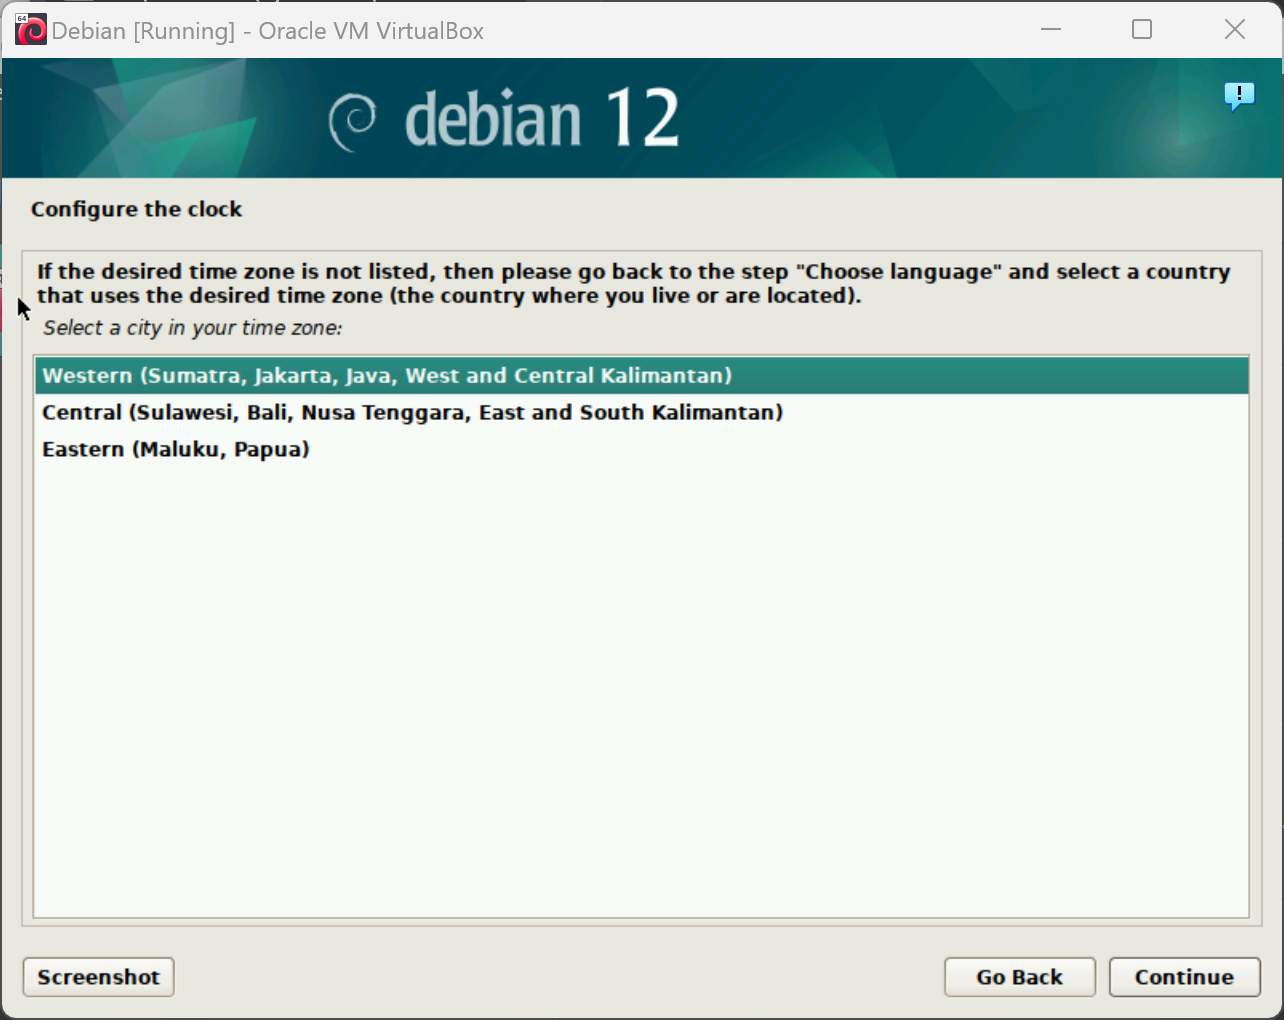 64
Debian [Running] - Oracle VM VirtualBox
debian 12
!
Configure the clock
If the desired time zone is not listed, then please go back to the step "Choose language" and select a country
that uses the desired time zone (the country where you live or are located).
Select a city in your time zone:
Western (Sumatra, Jakarta, Java, West and Central Kalimantan)
Central (Sulawesi, Bali, Nusa Tenggara, East and South Kalimantan)
Eastern (Maluku, Papua)
Screenshot
Go Back
Continue